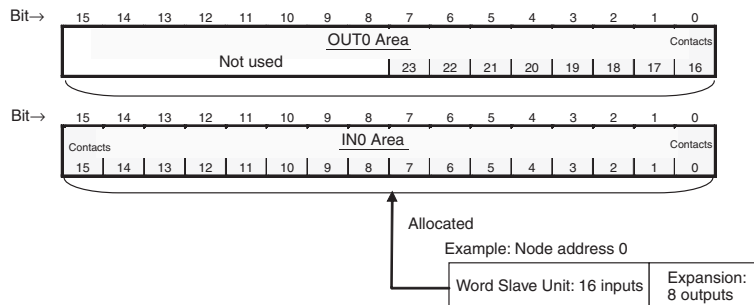 Bit→ 15 14 13 12 11 10 9 8 7 6 5 4 3 2 1 0
OUT0 Area
Contacts
Not used 23 22 21 20 19 18 17 16
Bit→ 15 14 13 12 11 10 9 8 7 6 5 4 3 2 1 0
IN0 Area
Contacts Contacts
15 14 13 12 11 10 9 8 7 6 5 4 3 2 1 0
Allocated
Example: Node address 0
Word Slave Unit: 16 inputs
Expansion:
8 outputs